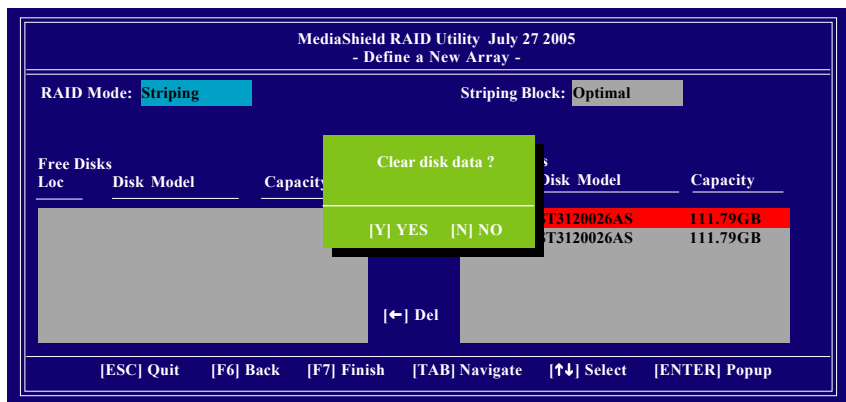 MediaShield RAID Utility July 27 2005
- Define a New Array -
RAID Mode: Striping Striping Block: Optimal
Free Disks
Loc Disk Model Capacity
Disk Model Capacity
Clear disk data ?
[Y] YES [N] NO
ST3120026AS 111.79GB
ST3120026AS 111.79GB
[←] Del
[ESC] Quit [F6] Back [F7] Finish [TAB] Navigate [↑↓] Select [ENTER] Popup